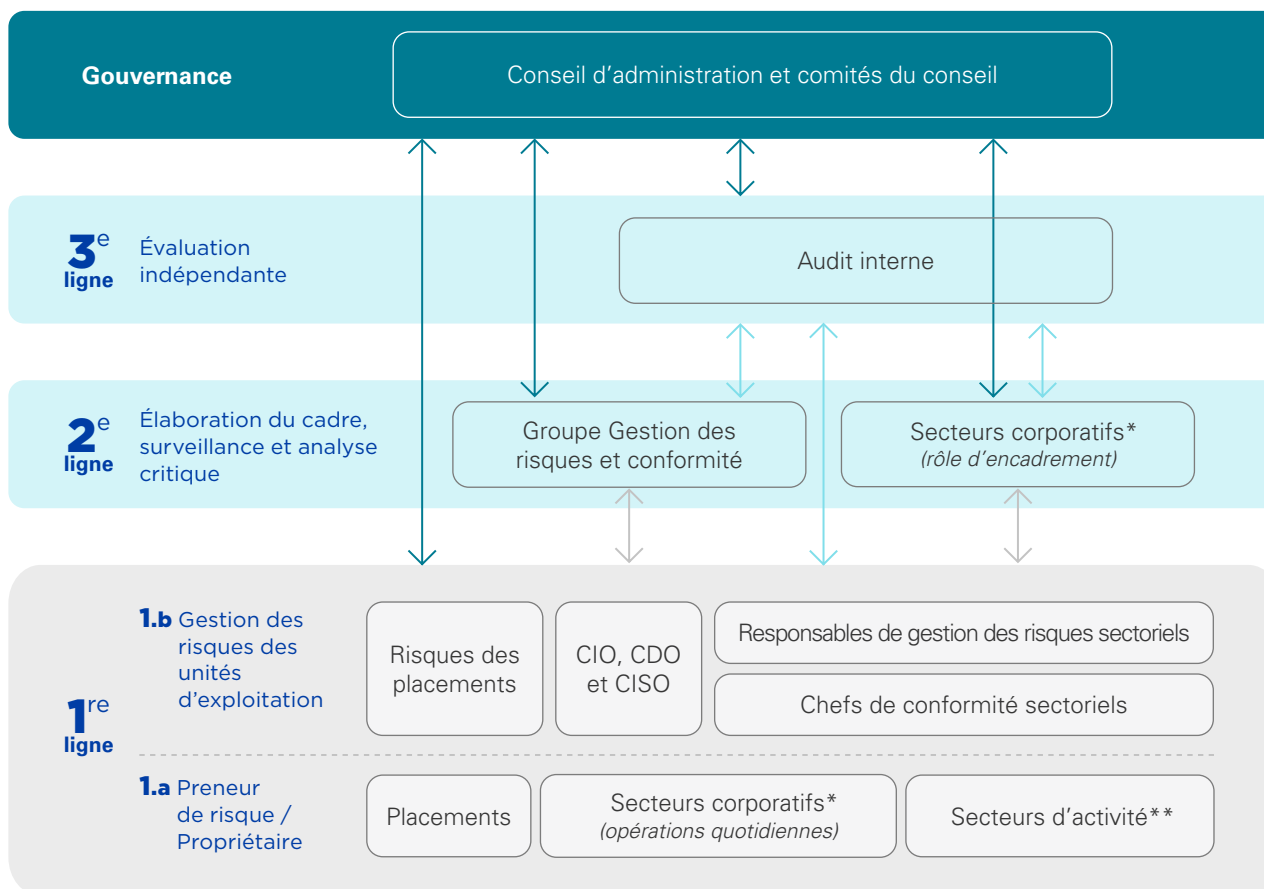 Gouvernance
Conseil d’administration et comités du conseil
3e
ligne
Évaluation
indépendante
Audit interne
2e
ligne
Élaboration du cadre,
surveillance et analyse
critique
Groupe Gestion des
risques et conformité
Secteurs corporatifs*
(rôle d’encadrement)
1re
ligne
1.b Gestion des
risques des
unités
d’exploitation
Risques des
placements
CIO, CDO
et CISO
Responsables de gestion des risques sectoriels
Chefs de conformité sectoriels
1.a Preneur
de risque /
Propriétaire
Placements
Secteurs corporatifs*
(opérations quotidiennes)
Secteurs d’activité**